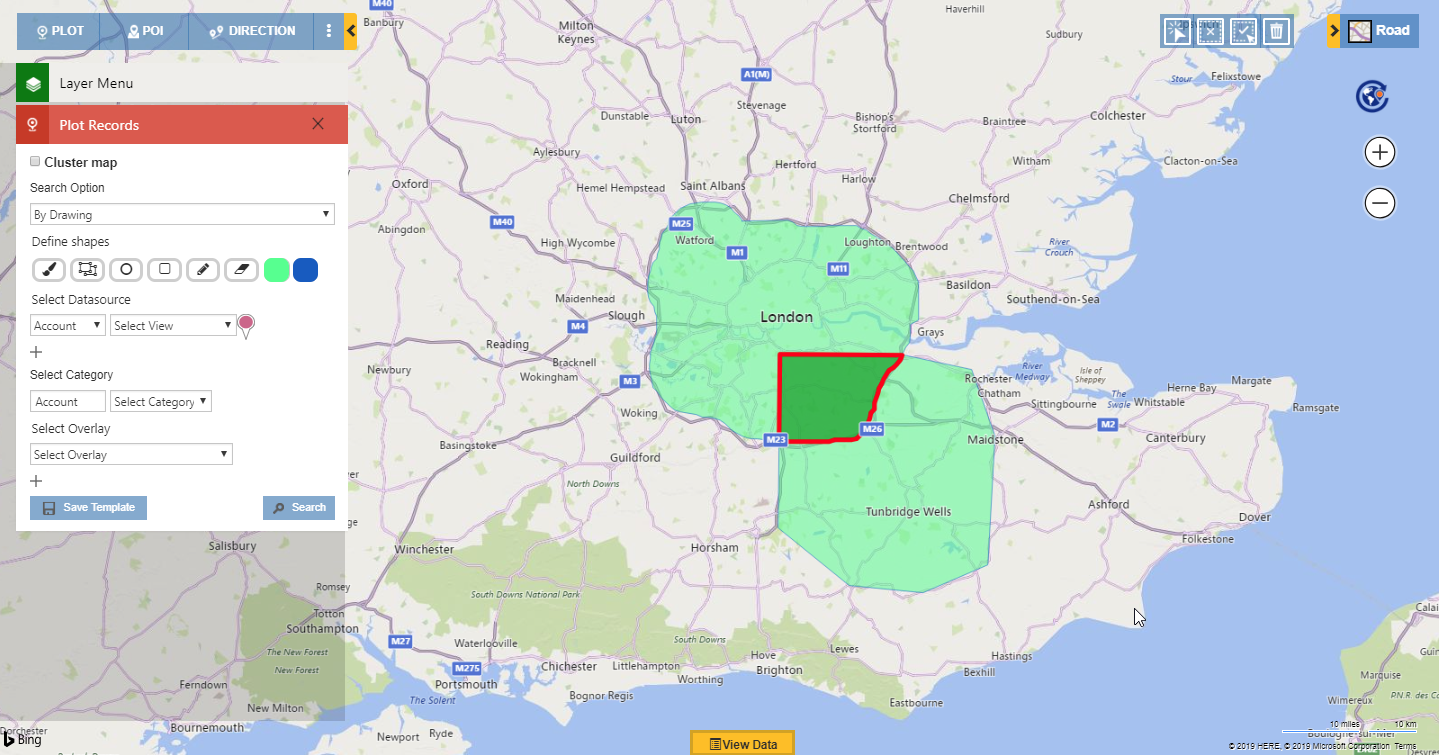 PLOT
POI
DIRECTION
Road
Layer Menu
Plot Records
Cluster map
Search Option
By Drawing
Define shapes
Select Datasource
Account
Select View
Select Category
Account
Select Category
Select Overlay
Select Overlay
Save Template
Search
M40
Banbury
Milton
Keynes
Haverhill
Sudbury
Stour
Felixstowe
A1(M)
Stevenage
Dunstable
Luton
Bishop's
Stortford
Braintree
Colchester
Aylesbury
Hertford
Witham
Clacton-on-Sea
Oxford
Hemel Hempstead
Saint Albans
Harlow
Chelmsford
M40
Abingdon
M25
Watford
High Wycombe
M1
Loughton
Brentwood
River
Crouch
M11
Basildon
Maidenhead
Southend-on-Sea
Slough
London
M4
Grays
Reading
Bracknell
Wokingham
Newbury
M3
Rochester
Chatham
River
Medway
Isle of
Sheppey
Herne Bay
Margate
Sittingbourne
The
Swale
Whitstable
Ramsgate
Woking
M23
M26
M2
Basingstoke
Maidstone
Canterbury
Guildford
North Downs
Tunbridge Wells
Ashford
Dover
Folkestone
Salisbury
Winchester
Horsham
Romsey
South Downs National Park
Totton
Southampton
M27
Waterlooville
South Downs
Hove
Lewes
Hastings
The New Forest
New Forest
M275
Chichester
Littlehampton
Brighton
Bexhill
Ferndown
Portsmouth
Worthing
Bognor Regis
Eastbourne
The Solent
New Milton
Bournemouth
Newport
Ryde
Dorchester
Calai
Guin
Marquise
P.N.R. des C
Wimereux
Boulogne-sur-Mer
Bing
View Data
10 miles
10 km
© 2019 HERE, © 2019 Microsoft Corporation Terms